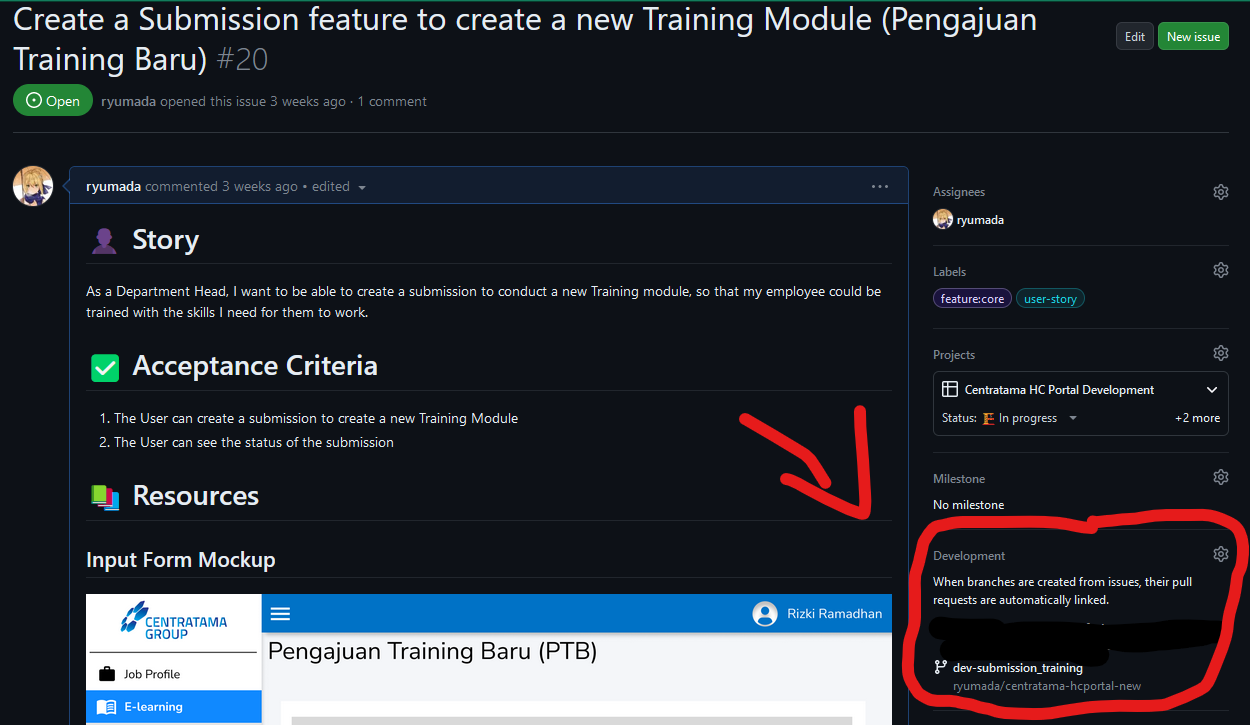 Create a Submission feature to create a new Training Module (Pengajuan
Training Baru) #20
Edit
New issue
Open
ryumada opened this issue 3 weeks ago · 1 comment
ryumada commented 3 weeks ago • edited
Story
As a Department Head, I want to be able to create a submission to conduct a new Training module, so that my employee could be
trained with the skills I need for them to work.
Acceptance Criteria
1. The User can create a submission to create a new Training Module
2. The User can see the status of the submission
Resources
Input Form Mockup
CENTRATAMA
GROUP
Rizki Ramadhan
Pengajuan Training Baru (PTB)
Job Profile
E-learning
Assignees
ryumada
Labels
feature:core
user-story
Projects
Centratama HC Portal Development
Status: In progress
+2 more
Milestone
No milestone
Development
When branches are created from issues, their pull
requests are automatically linked.
dev-submission_training
ryumada/centratama-hcportal-new